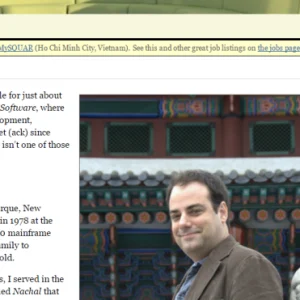 MySQUAR (Ho Chi Minh City, Vietnam). See this and other great job listings on the jobs page
le for just about
Software, where
opment,
et (ack) since
isn't one of those
rque, New
in 1978 at the
0 mainframe
mily to
old.
s, I served in the
ed Nachal that